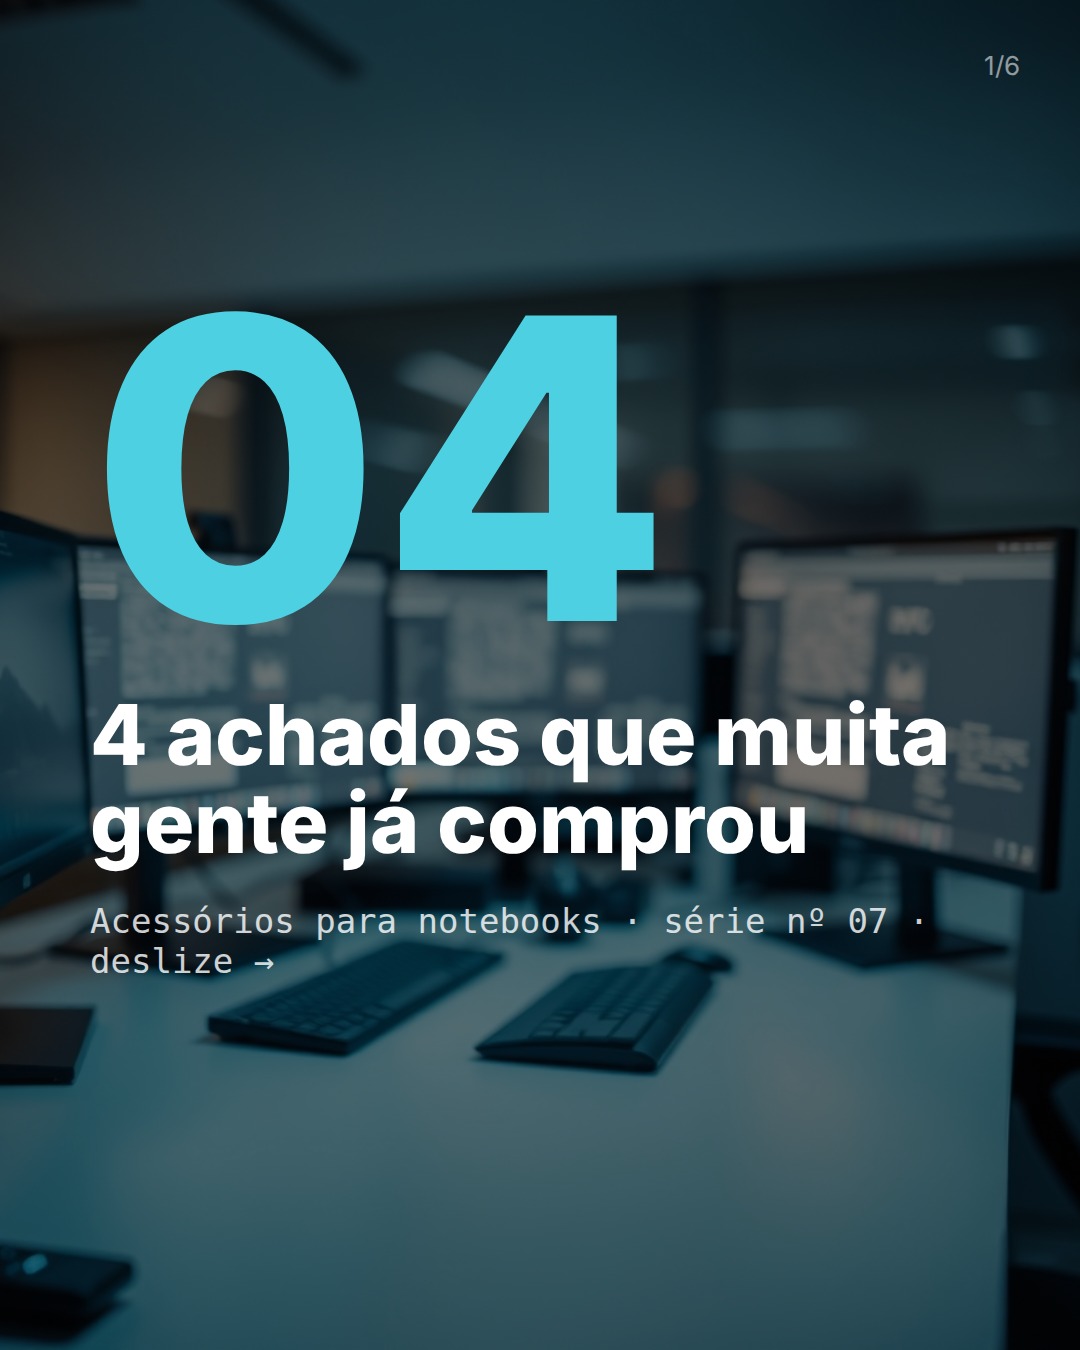 1/6
04
4 achados que muita
gente já comprou
Acessórios para notebooks · série nº 07 ·
deslize →